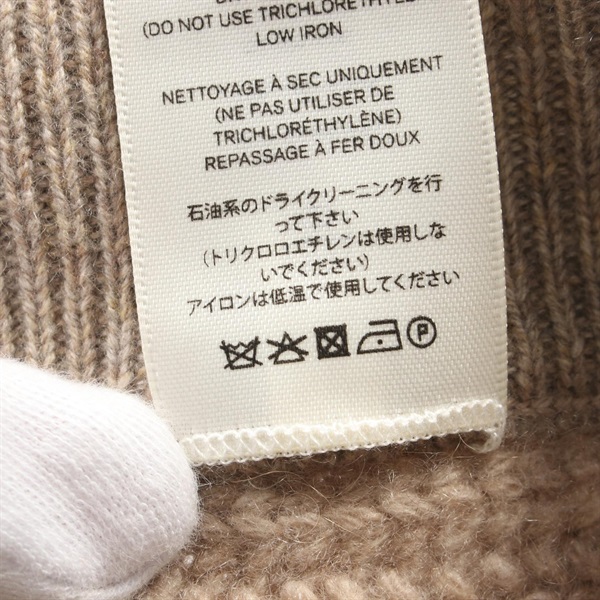 (DO NOT USE TRICHLORETHYLE
LOW IRON
NETTOYAGE À SEC UNIQUEMENT
(NE PAS UTILISER DE
TRICHLORÉTHYLÈNE)
REPASSAGE À FER DOUX
石油系のドライクリーニングを行
って下さい
(トリクロロエチレンは使用しな
いでください)
アイロンは低温で使用してください
P